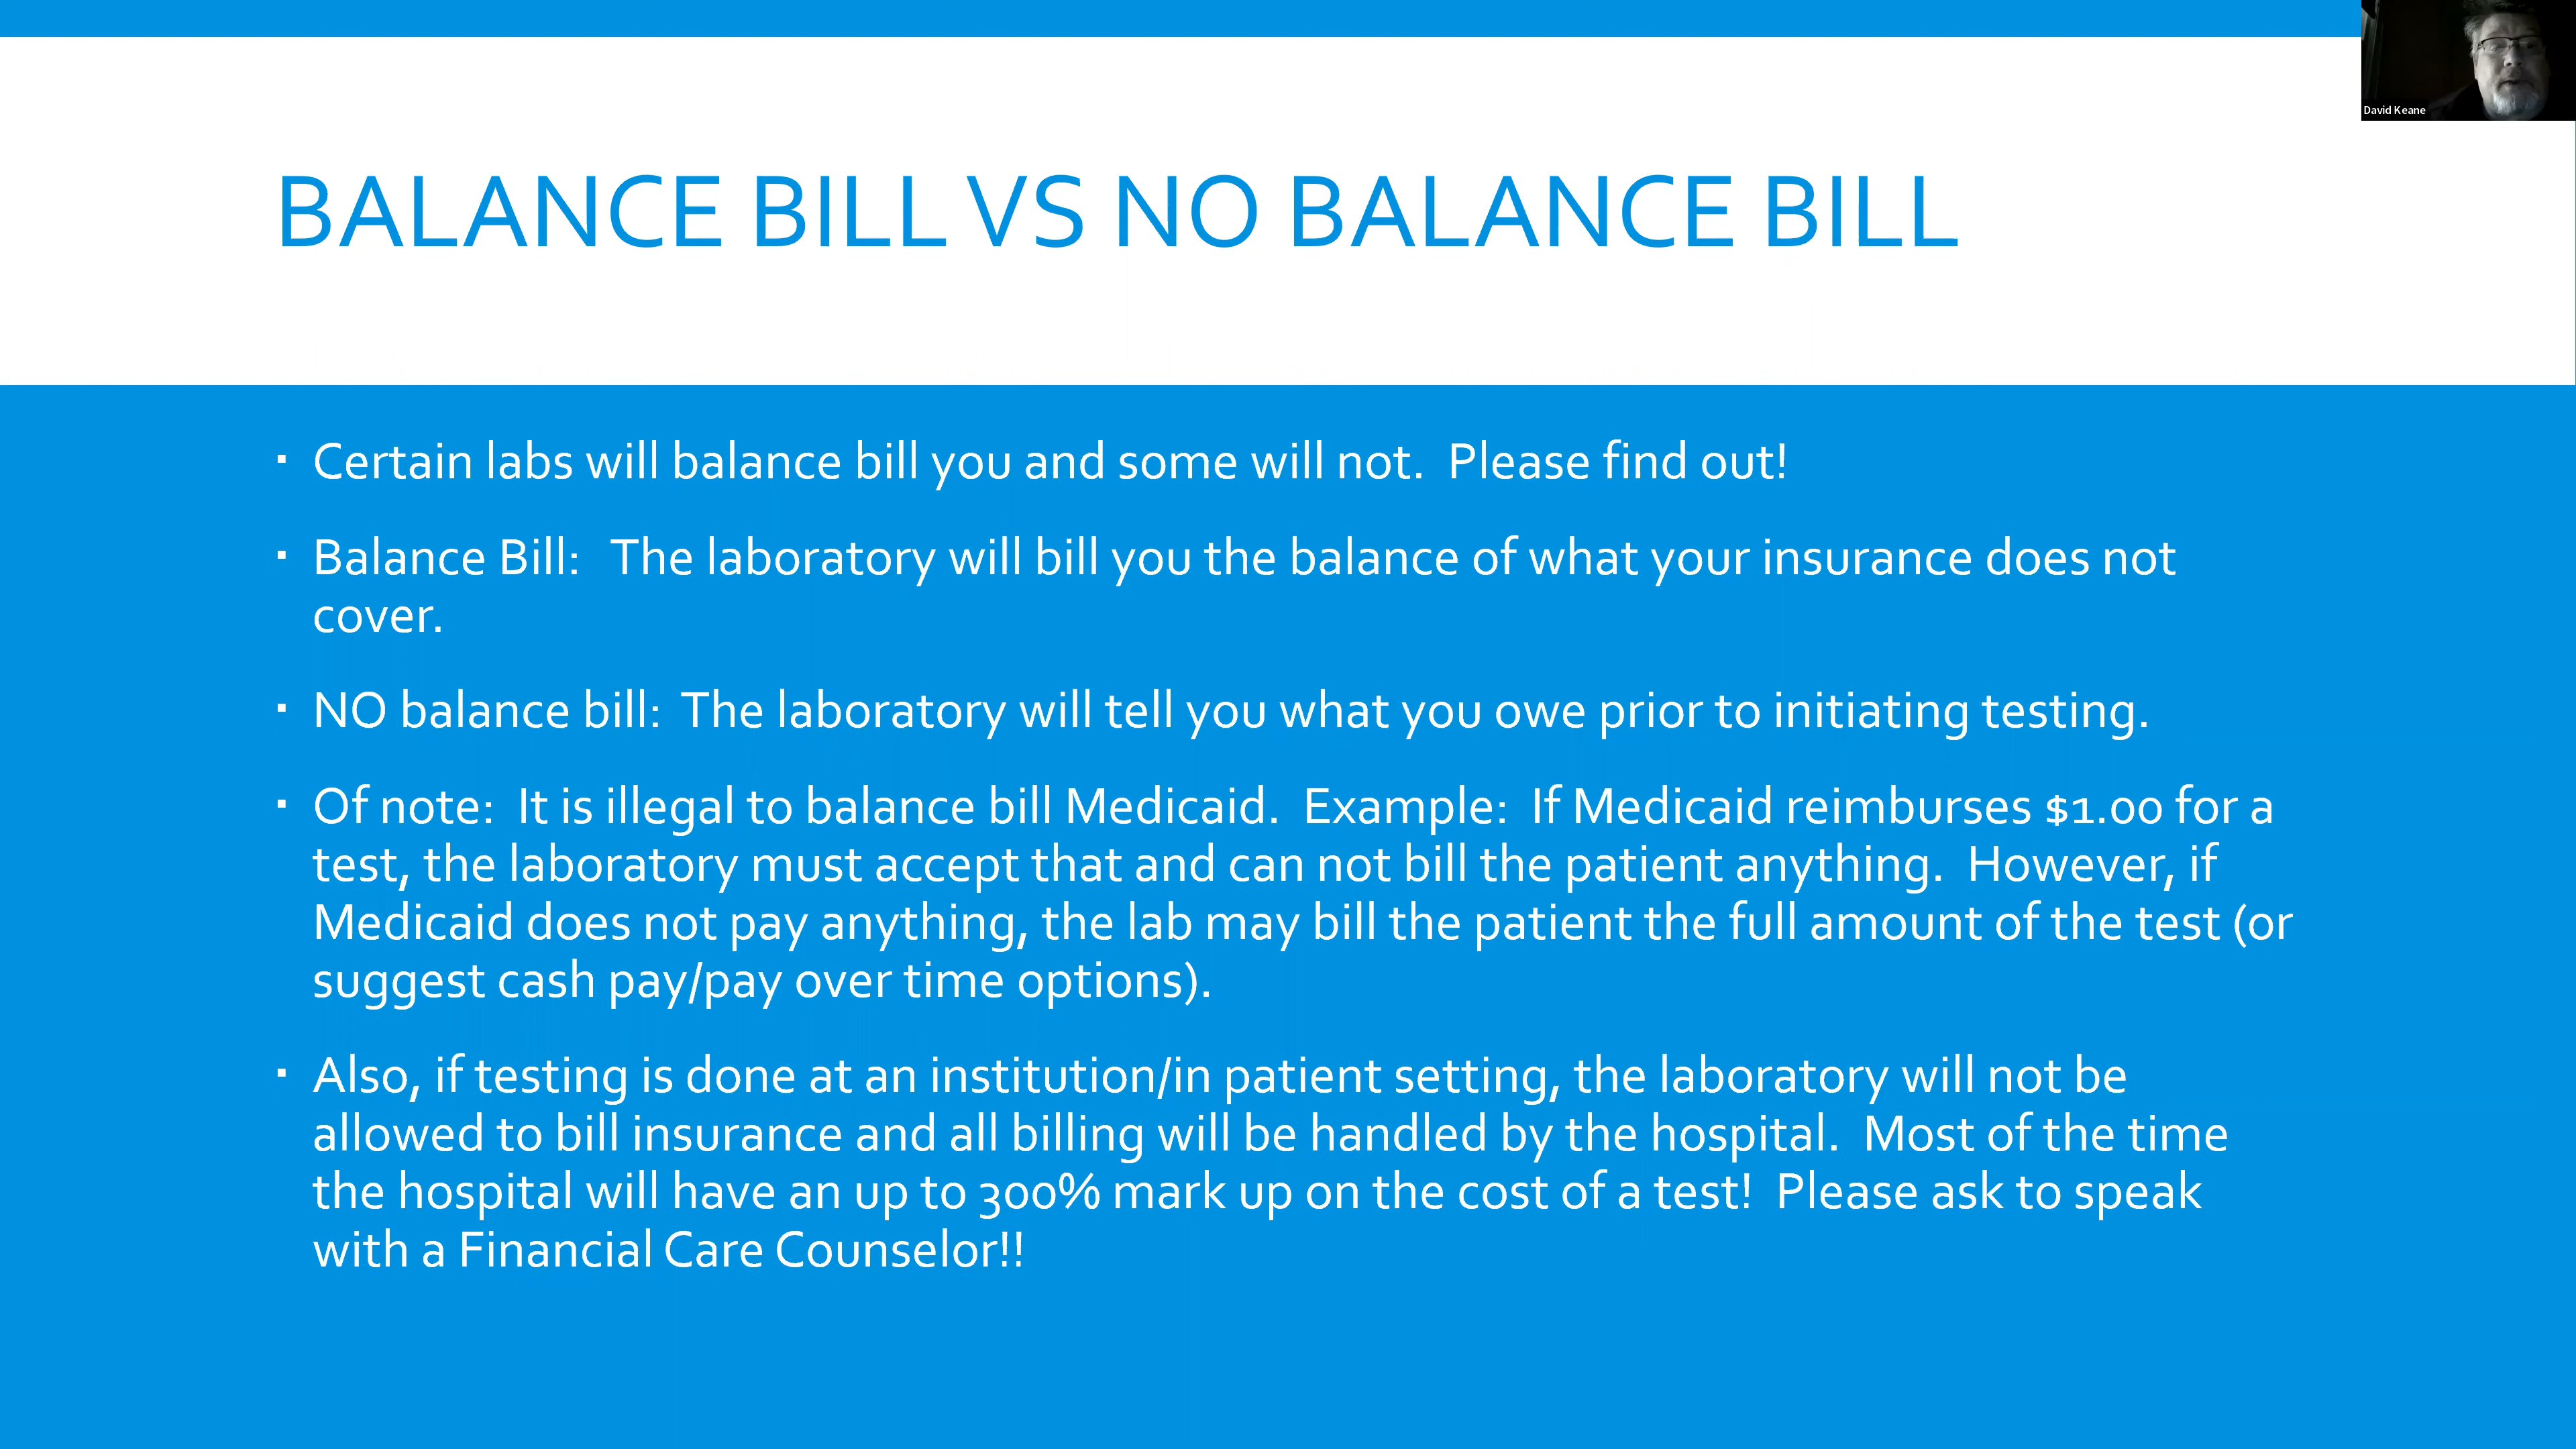 David Keane
BALANCE BILL VS NO BALANCE BILL
▪ Certain labs will balance bill you and some will not.  Please find out!
▪ Balance Bill:   The laboratory will bill you the balance of what your insurance does not
cover.
▪ NO balance bill:  The laboratory will tell you what you owe prior to initiating testing.
▪ Of note:  It is illegal to balance bill Medicaid.  Example:  If Medicaid reimburses $1.00 for a
test, the laboratory must accept that and can not bill the patient anything.  However, if
Medicaid does not pay anything, the lab may bill the patient the full amount of the test (or
suggest cash pay/pay over time options).
▪ Also, if testing is done at an institution/in patient setting, the laboratory will not be
allowed to bill insurance and all billing will be handled by the hospital.  Most of the time
the hospital will have an up to 300% mark up on the cost of a test!  Please ask to speak
with a Financial Care Counselor!!